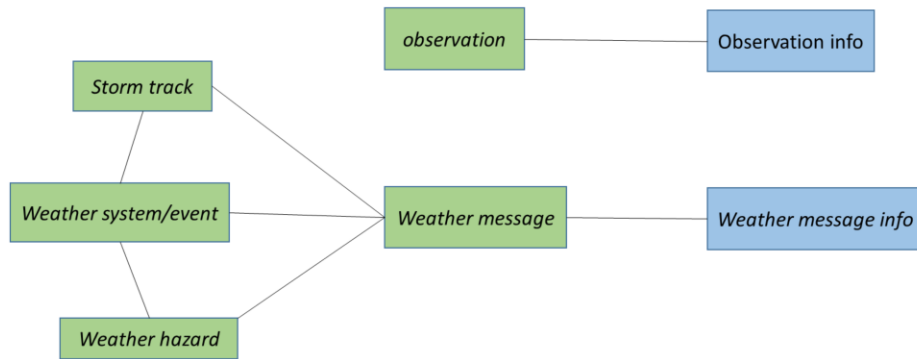 observation
Observation info
Storm track
Weather system/event
Weather message
Weather message info
Weather hazard